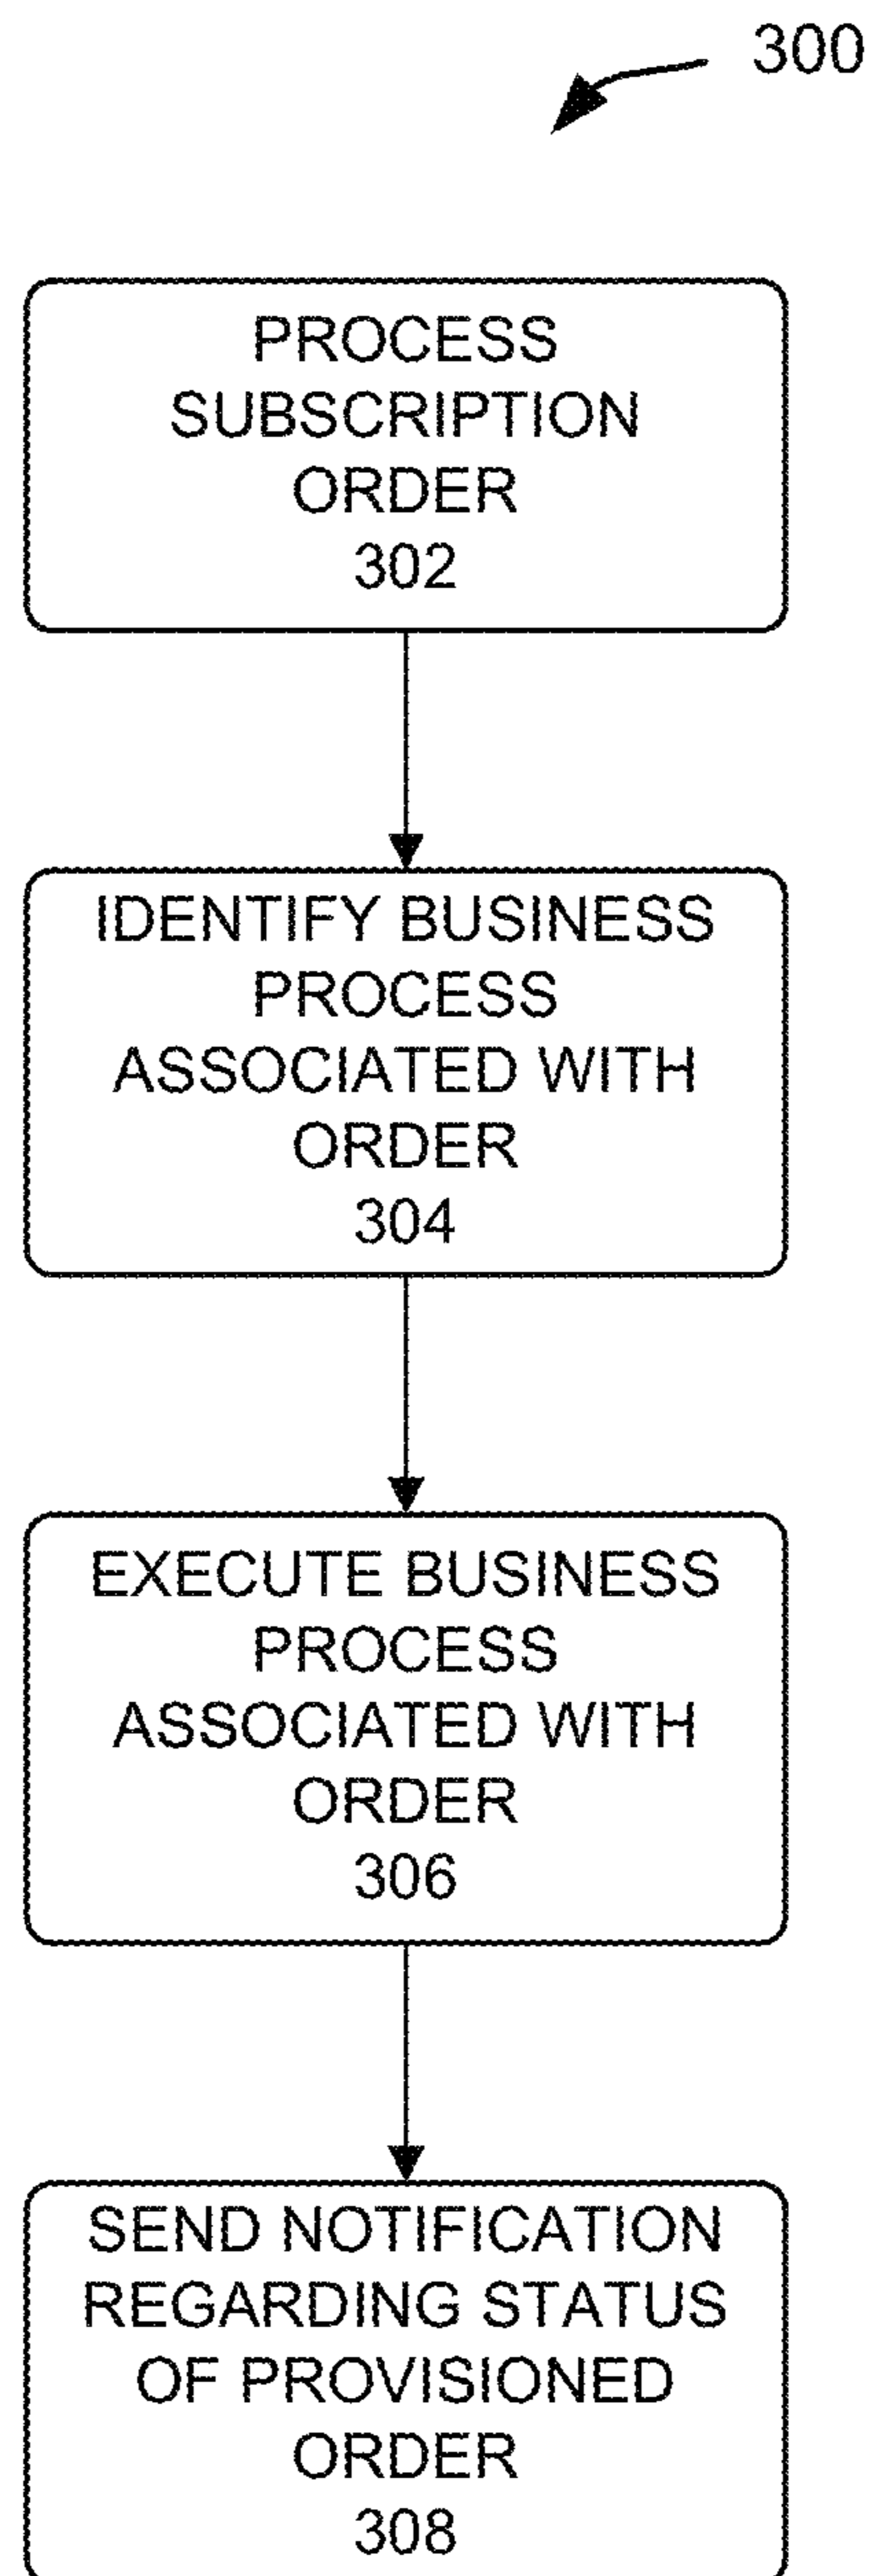 300
PROCESS
SUBSCRIPTION
ORDER
302
IDENTIFY BUSINESS
PROCESS
ASSOCIATED WITH
ORDER
304
EXECUTE BUSINESS
PROCESS
ASSOCIATED WITH
ORDER
306
SEND NOTIFICATION
REGARDING STATUS
OF PROVISIONED
ORDER
308